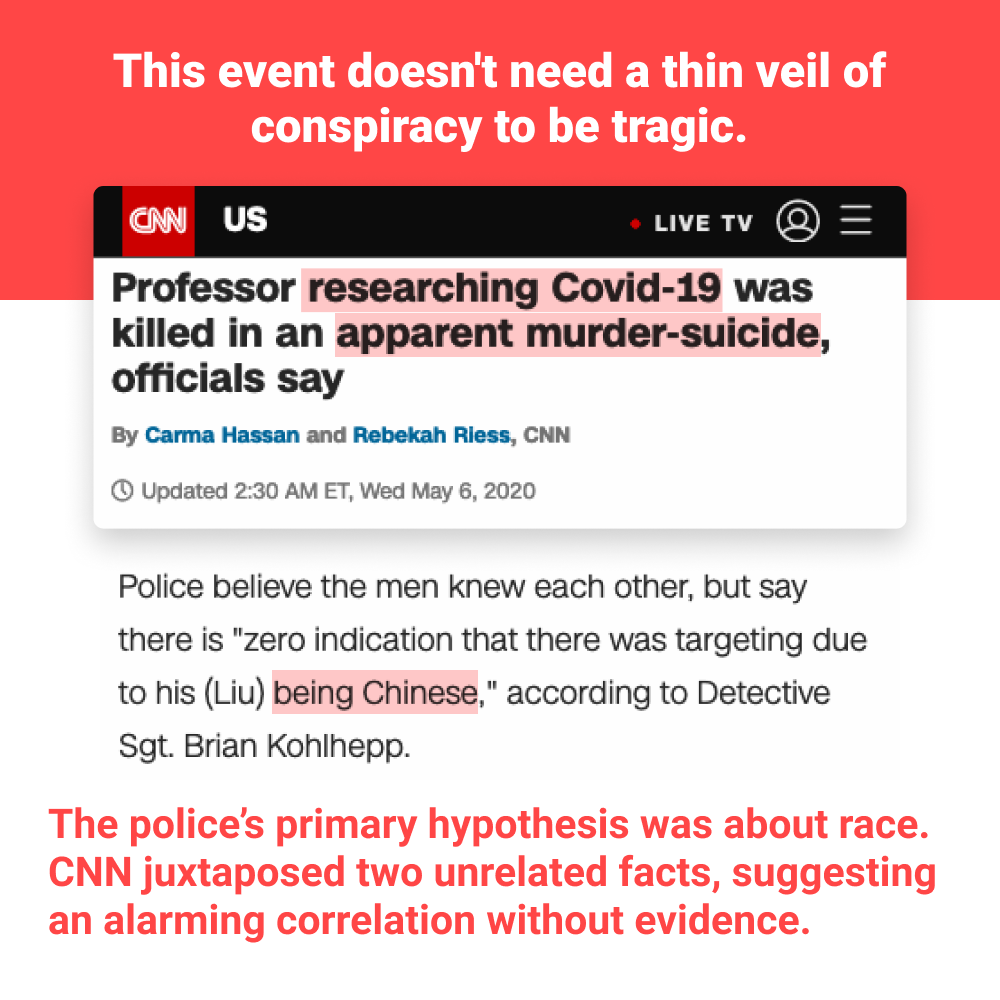 This event doesn't need a thin veil of
conspiracy to be tragic.
CNN US LIVE TV
Professor researching Covid-19 was
killed in an apparent murder-suicide,
officials say
By Carma Hassan and Rebekah Riess, CNN
Updated 2:30 AM ET, Wed May 6, 2020
Police believe the men knew each other, but say
there is "zero indication that there was targeting due
to his (Liu) being Chinese," according to Detective
Sgt. Brian Kohlhepp.
The police’s primary hypothesis was about race.
CNN juxtaposed two unrelated facts, suggesting
an alarming correlation without evidence.